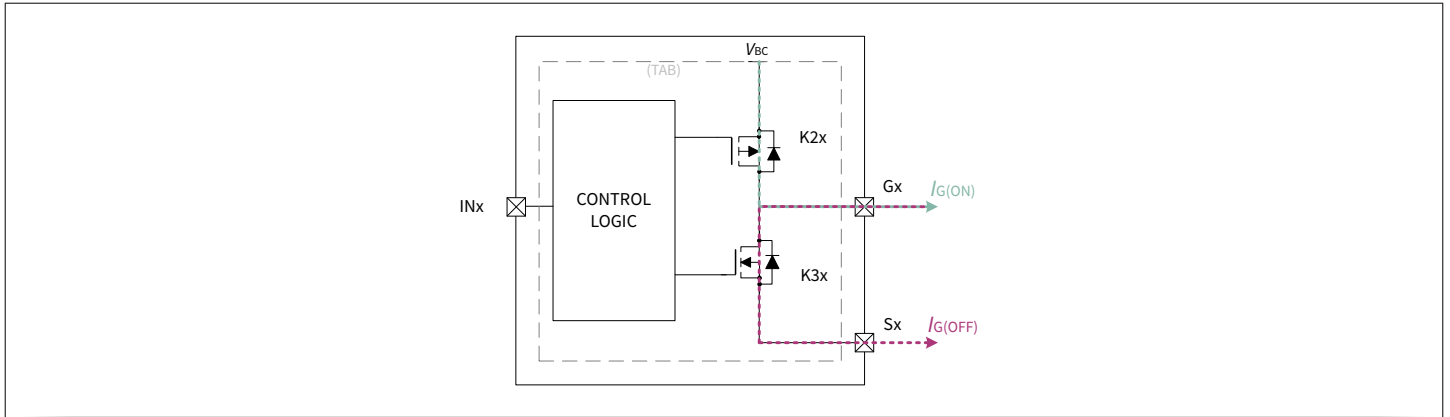 VBC
(TAB)
K2x
Gx
IG(ON)
INx
CONTROL
LOGIC
K3x
Sx
IG(OFF)